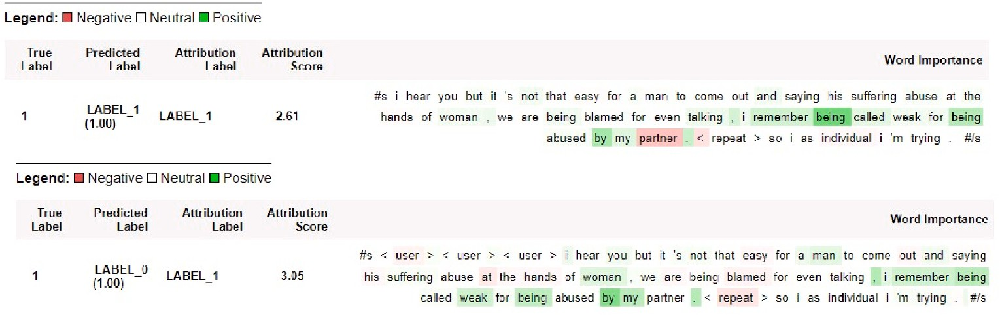 Legend: Negative Neutral Positive
True Label Predicted Label Attribution Label Attribution Score Word Importance
1 LABEL_1 (1.00) LABEL_1 2.61
#s i hear you but it 's not that easy for a man to come out and saying his suffering abuse at the
hands of woman , we are being blamed for even talking , i remember being called weak for being
abused by my partner . < repeat > so i as individual i 'm trying . #/s
Legend: Negative Neutral Positive
True Label Predicted Label Attribution Label Attribution Score Word Importance
1 LABEL_0 (1.00) LABEL_1 3.05
#s < user > < user > < user > i hear you but it 's not that easy for a man to come out and saying
his suffering abuse at the hands of woman , we are being blamed for even talking , i remember being
called weak for being abused by my partner . < repeat > so i as individual i 'm trying . #/s